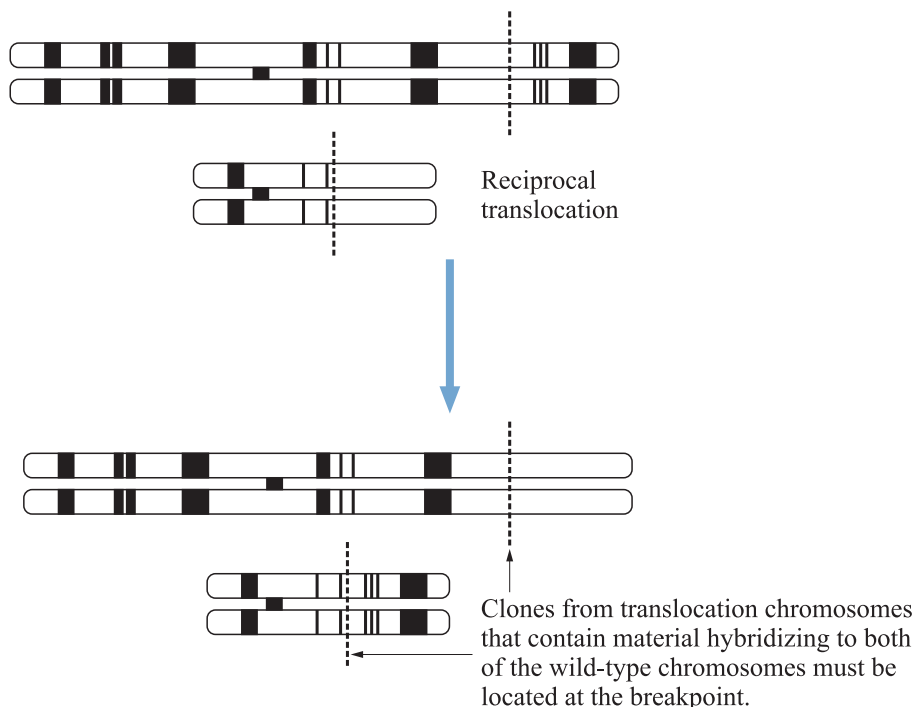 Reciprocal
translocation
Clones from translocation chromosomes
that contain material hybridizing to both
of the wild-type chromosomes must be
located at the breakpoint.